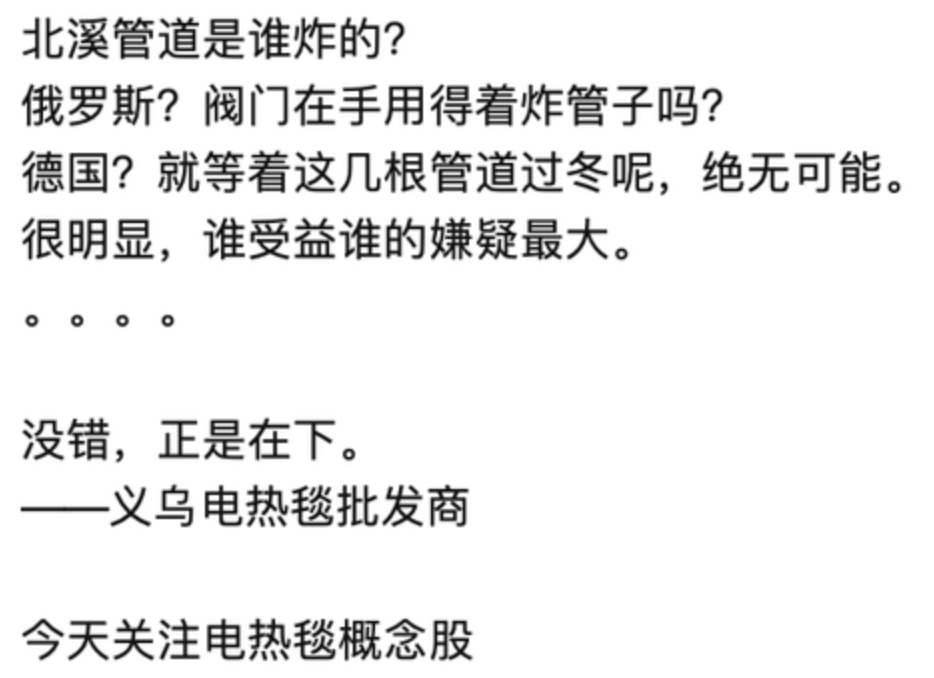 北溪管道是谁炸的?
俄罗斯?阀门在手用得着炸管子吗?
德国?就等着这几根管道过冬呢，绝无可能。
很明显，谁受益谁的嫌疑最大。
。。。。
没错，正是在下。
——义乌电热毯批发商
今天关注电热毯概念股